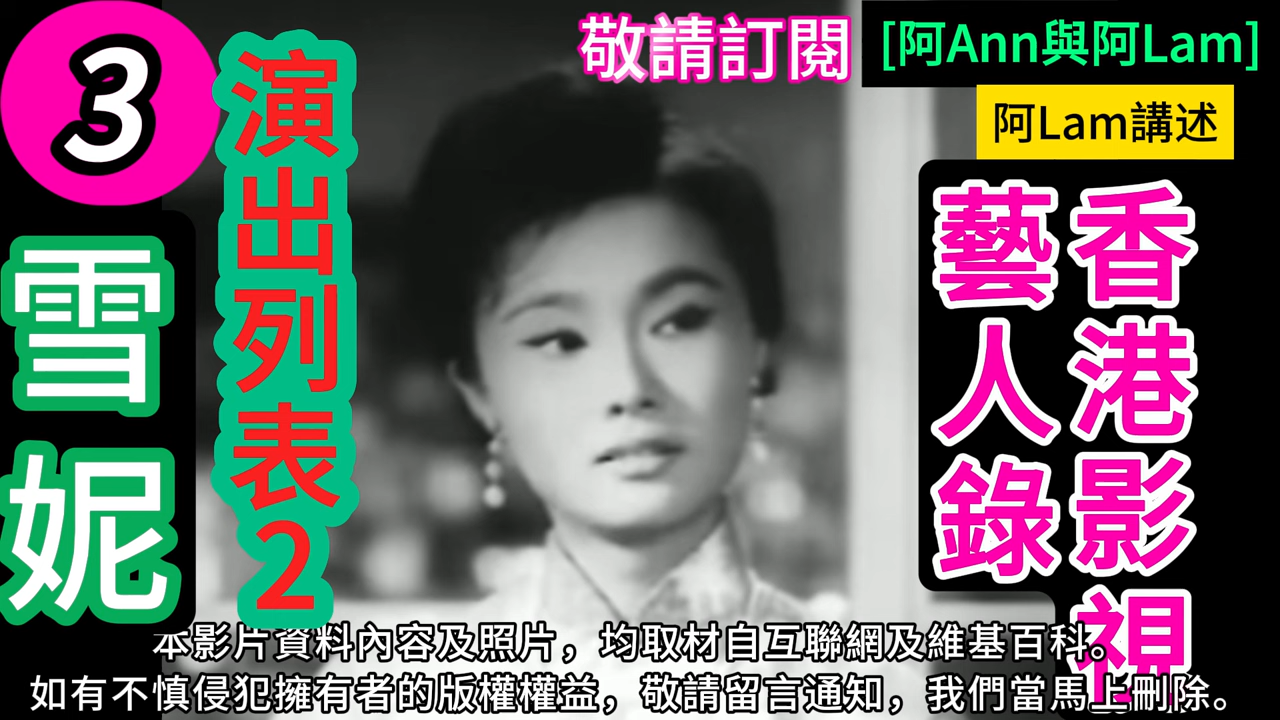 敬請訂閱
[阿Ann與阿Lam]
阿Lam講述
香港影視
藝人錄
3
雪妮
演出列表2
本影片資料內容及照片，均取材自互聯網及維基百科。
如有不慎侵犯擁有者的版權權益，敬請留言通知，我們當馬上刪除。